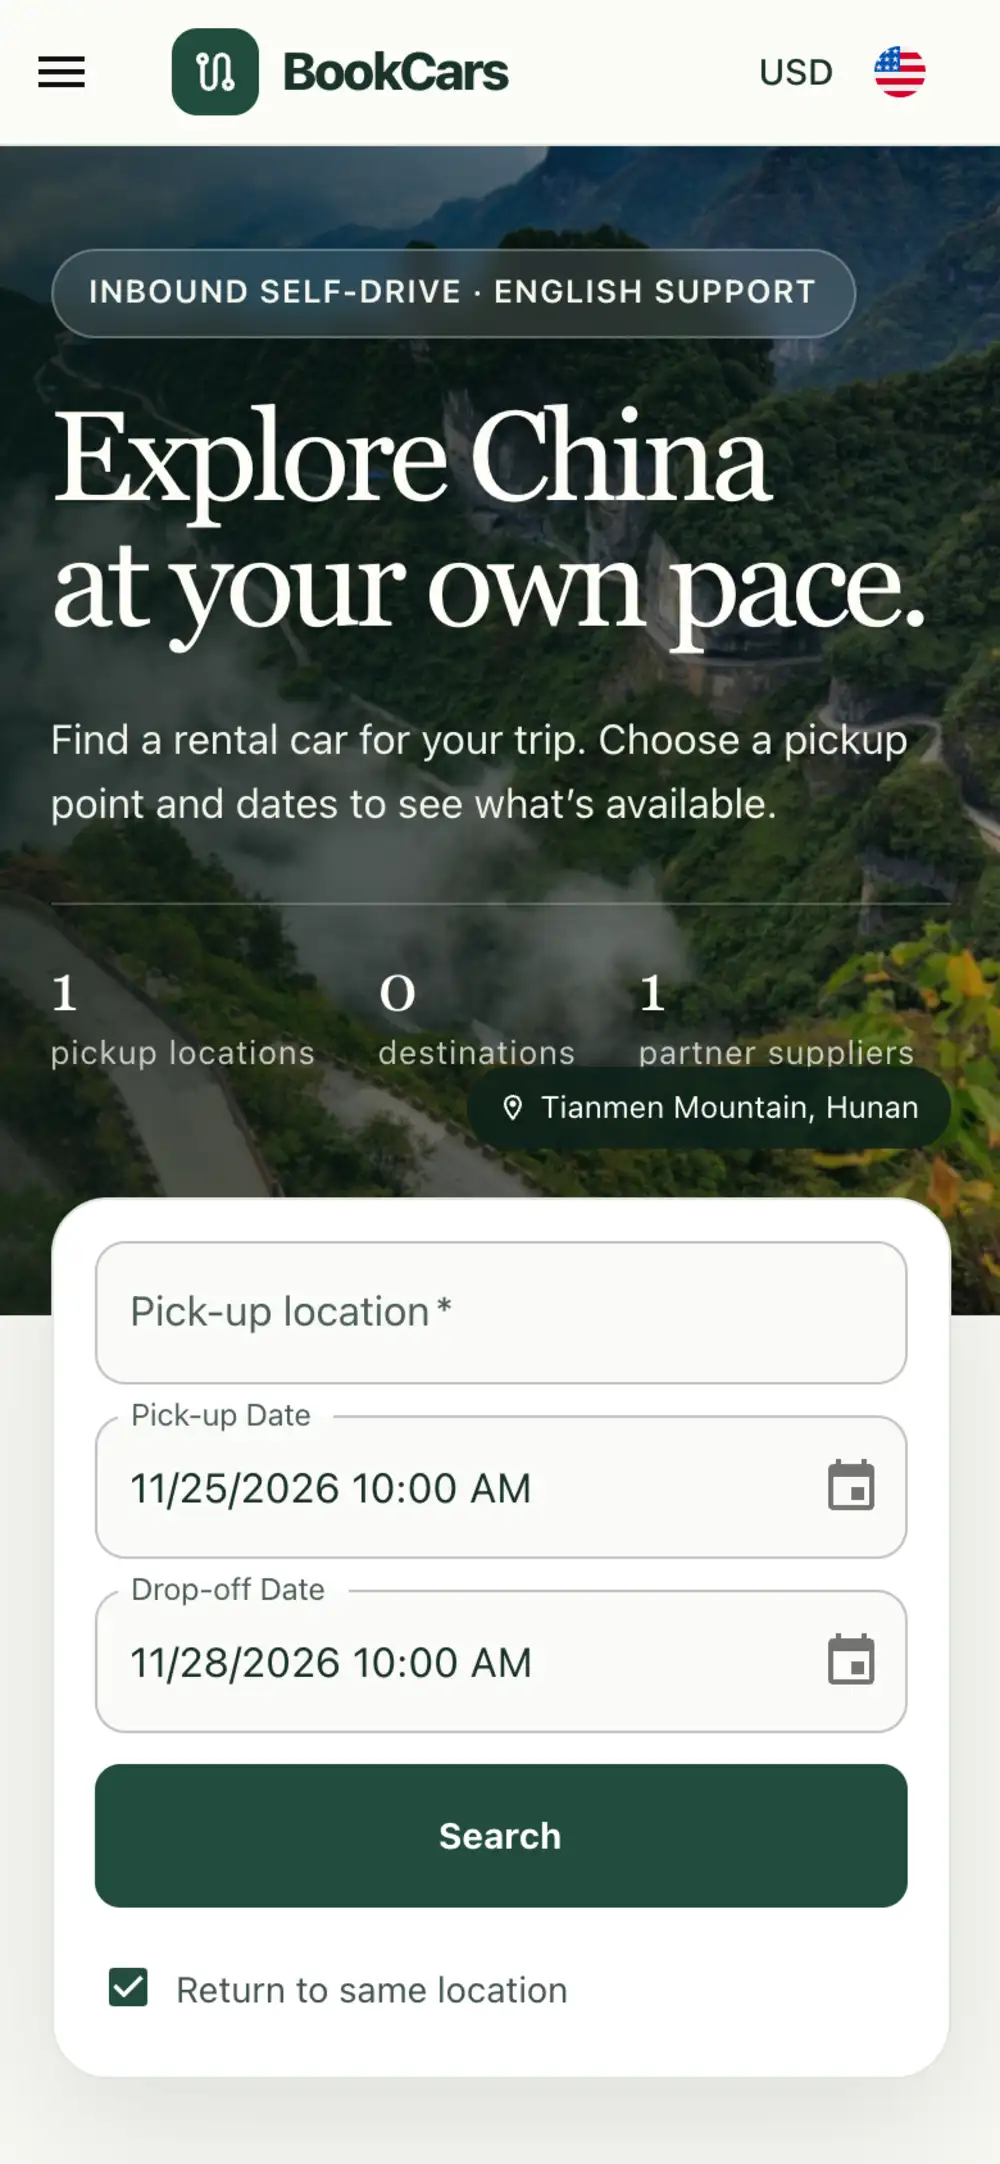 BookCars
USD
INBOUND SELF-DRIVE · ENGLISH SUPPORT
Explore China
at your own pace.
Find a rental car for your trip. Choose a pickup
point and dates to see what’s available.
1 0 1
pickup locations destinations partner suppliers
Tianmen Mountain, Hunan
Pick-up location *
Pick-up Date
11/25/2026 10:00 AM
Drop-off Date
11/28/2026 10:00 AM
Search
Return to same location